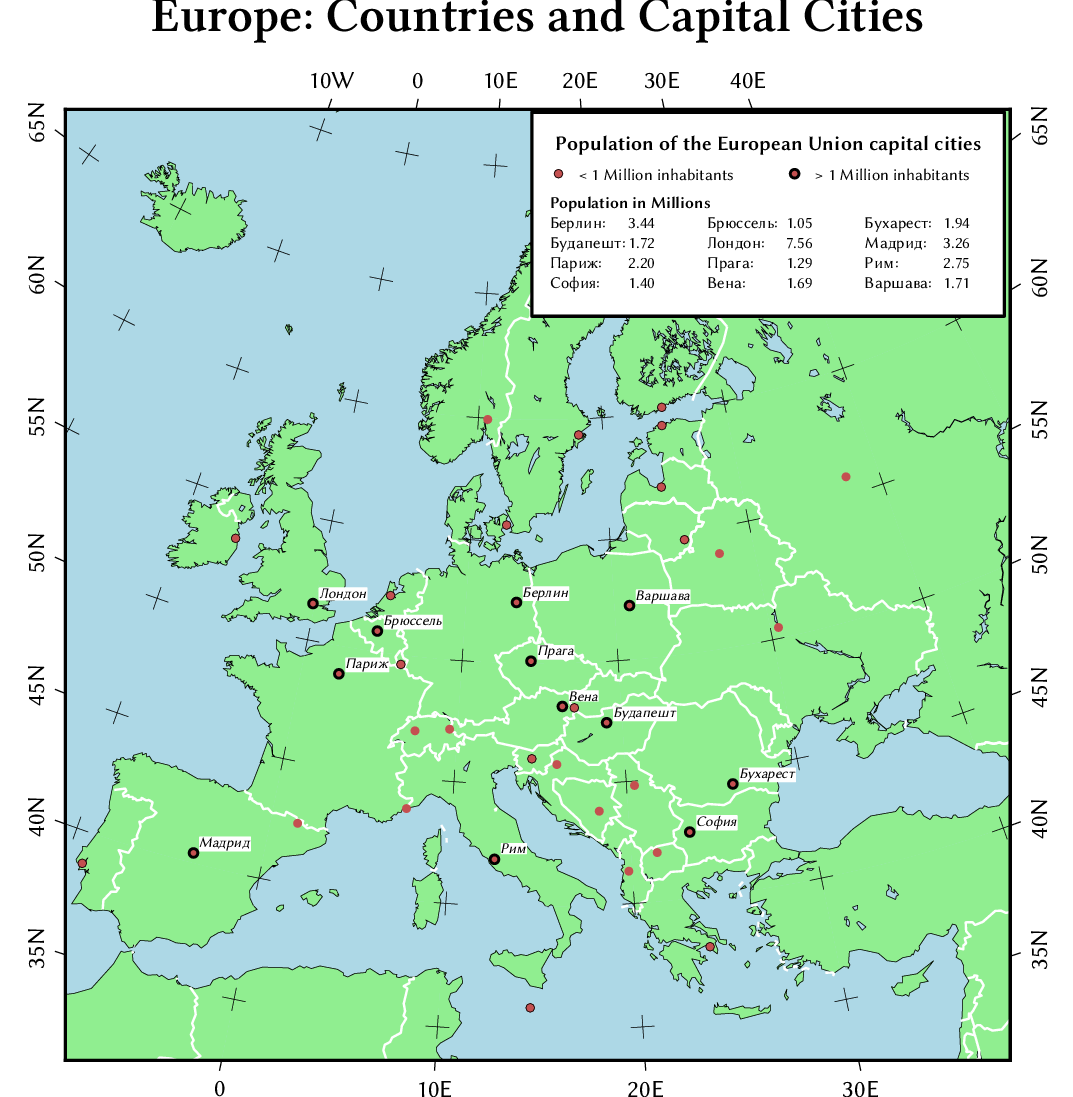 Europe: Countries and Capital Cities
10W 0 10E 20E 30E 40E
65N 65N
Population of the European Union capital cities
< 1 Million inhabitants > 1 Million inhabitants
Population in Millions
Берлин: 3.44 Брюссель: 1.05 Бухарест: 1.94
Будапешт: 1.72 Лондон: 7.56 Мадрид: 3.26
Париж: 2.20 Прага: 1.29 Рим: 2.75
София: 1.40 Вена: 1.69 Варшава: 1.71
60N 60N
55N 55N
50N 50N
Лондон Берлин Варшава
Брюссель
Прага
Париж
45N 45N
Вена
Будапешт
Бухарест
40N 40N
София
Мадрид
Рим
35N 35N
0 10E 20E 30E